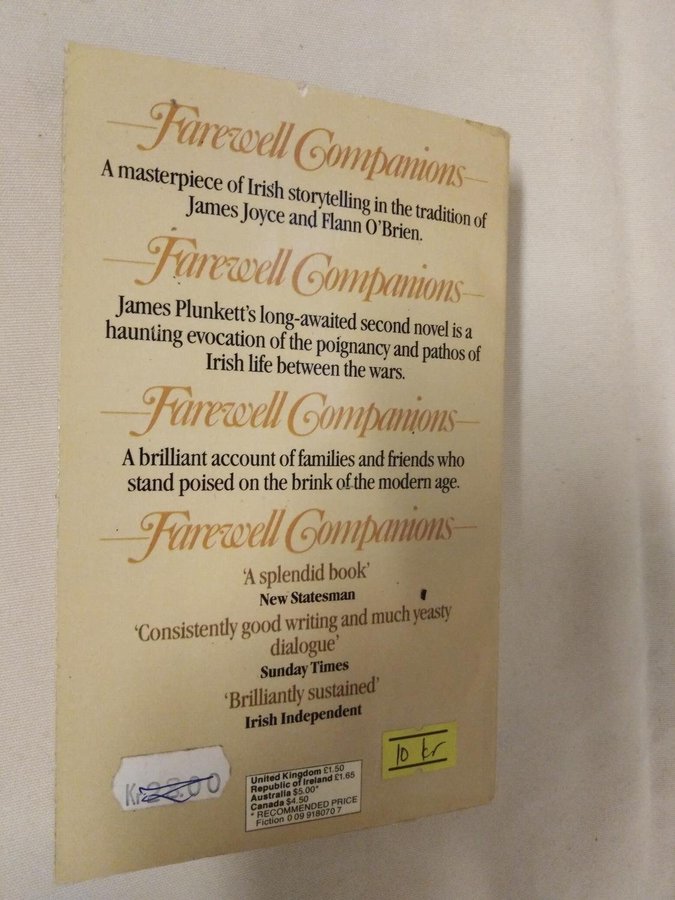 Farewell Companions
A masterpiece of Irish storytelling in the tradition of
James Joyce and Flann O'Brien.
Farewell Companions
James Plunkett's long-awaited second novel is a
haunting evocation of the poignancy and pathos of
Irish life between the wars.
Farewell Companions
A brilliant account of families and friends who
stand poised on the brink of the modern age.
Farewell Companions
'A splendid book'
New Statesman
'Consistently good writing and much yeasty
dialogue'
Sunday Times
'Brilliantly sustained'
Irish Independent
10 kr
Kr
United Kingdom £1.50
Republic of Ireland £1.65
Australia $5.00*
Canada $4.50
* RECOMMENDED PRICE
Fiction 0 09 918070 7